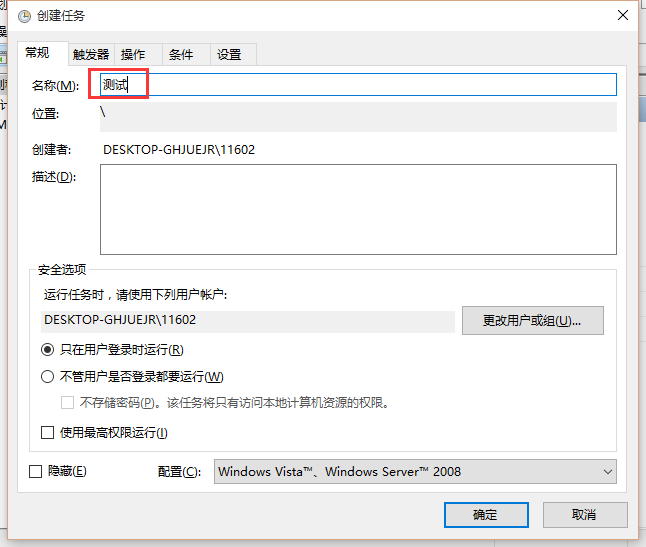 创建任务
常规 触发器 操作 条件 设置
名称(M): 测试
位置: \
创建者: DESKTOP-GHJUEJR\11602
描述(D):
安全选项
运行任务时，请使用下列用户帐户:
DESKTOP-GHJUEJR\11602 更改用户或组(U)...
只在用户登录时运行(R)
不管用户是否登录都要运行(W)
不存储密码(P)。该任务将只有访问本地计算机资源的权限。
使用最高权限运行(I)
隐藏(E) 配置(C): Windows Vista™、Windows Server™ 2008
确定 取消